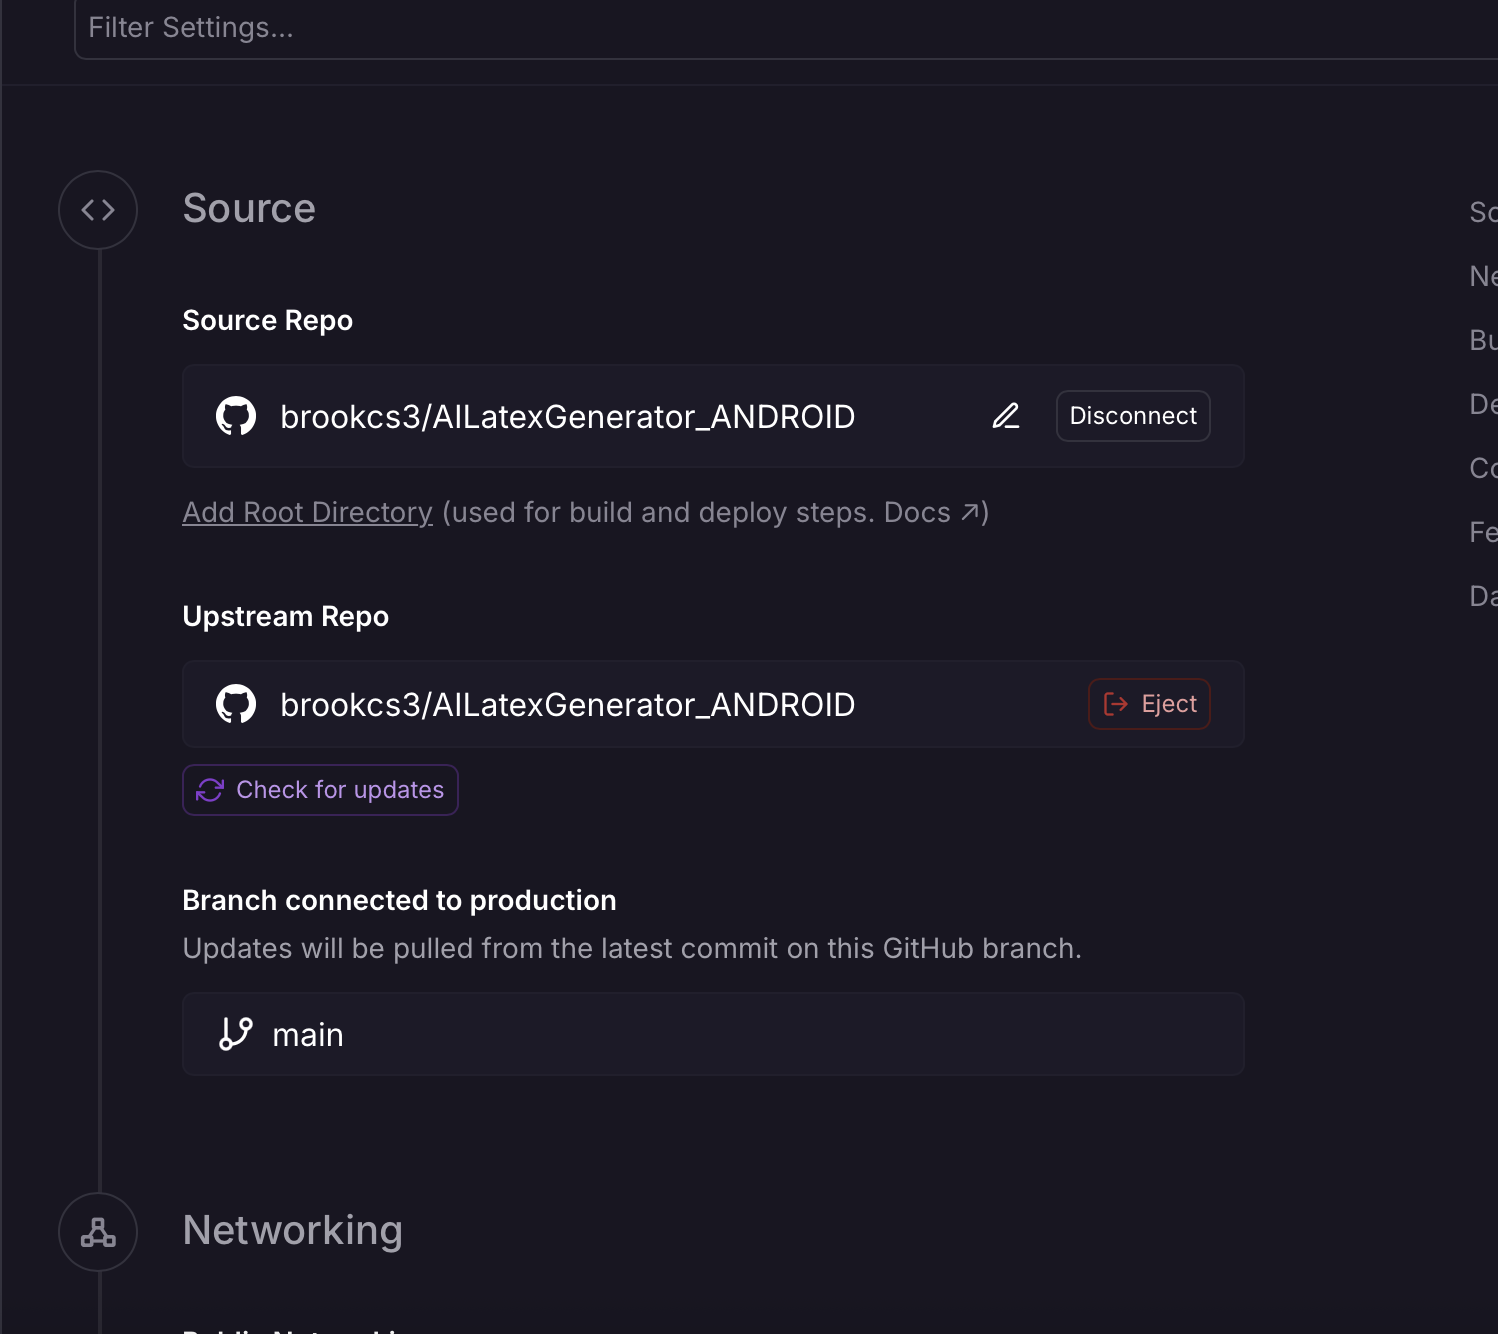 Filter Settings...
Source
Source Repo
brookcs3/AILatexGenerator_ANDROID
Disconnect
Add Root Directory (used for build and deploy steps. Docs ↗)
Upstream Repo
brookcs3/AILatexGenerator_ANDROID
Eject
Check for updates
Branch connected to production
Updates will be pulled from the latest commit on this GitHub branch.
main
Networking
So
Ne
Bu
De
Co
Fe
Da